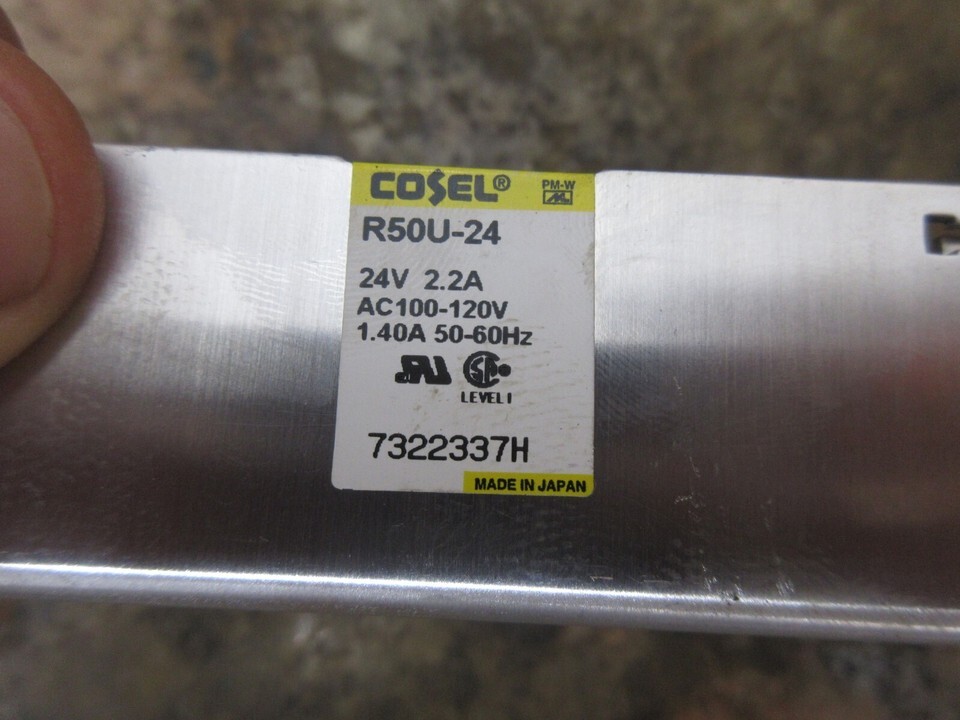 COSEL® PM-W
R50U-24
24V 2.2A
AC100-120V
1.40A 50-60Hz
LEVEL I
7322337H
MADE IN JAPAN